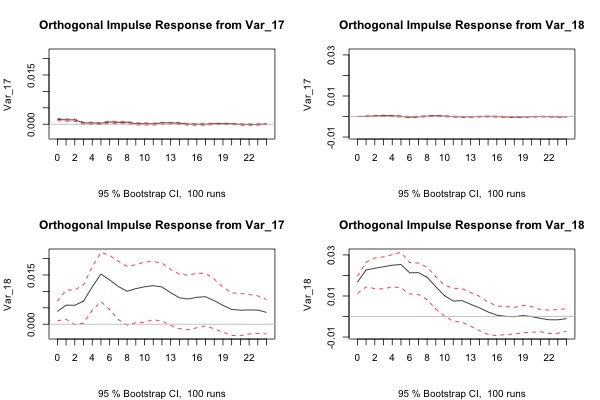 Orthogonal Impulse Response from Var_17
Var_17
0.000 0.015
0 2 4 6 8 10 13 16 19 22
95 % Bootstrap CI, 100 runs
Orthogonal Impulse Response from Var_18
Var_17
-0.01 0.01 0.03
0 2 4 6 8 10 13 16 19 22
95 % Bootstrap CI, 100 runs
Orthogonal Impulse Response from Var_17
Var_18
0.000 0.015
0 2 4 6 8 10 13 16 19 22
95 % Bootstrap CI, 100 runs
Orthogonal Impulse Response from Var_18
Var_18
-0.01 0.01 0.03
0 2 4 6 8 10 13 16 19 22
95 % Bootstrap CI, 100 runs